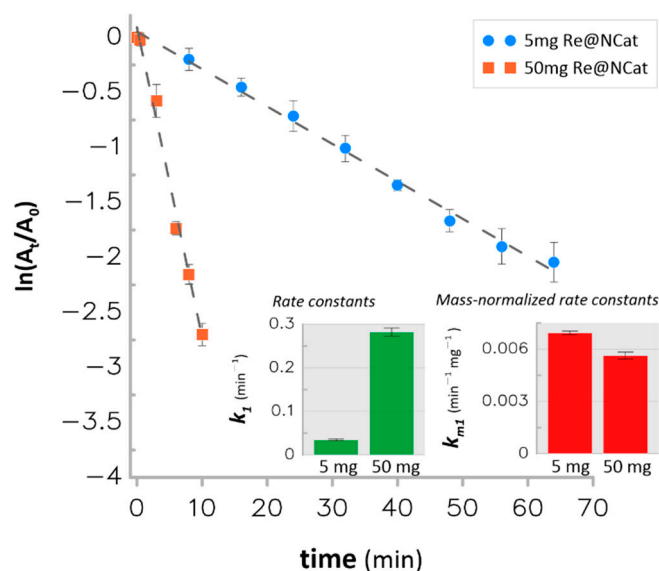 0
−0.5
−1
−1.5
−2
−2.5
−3
−3.5
−4
ln(Aₜ/A₀)
5mg Re@NCat
50mg Re@NCat
Rate constants
0.3
0.2
0.1
0
k₁ (min⁻¹)
5 mg 50 mg
Mass-normalized rate constants
0.006
0.003
0
kₘ₁ (min⁻¹ mg⁻¹)
5 mg 50 mg
0 10 20 30 40 50 60 70
time (min)